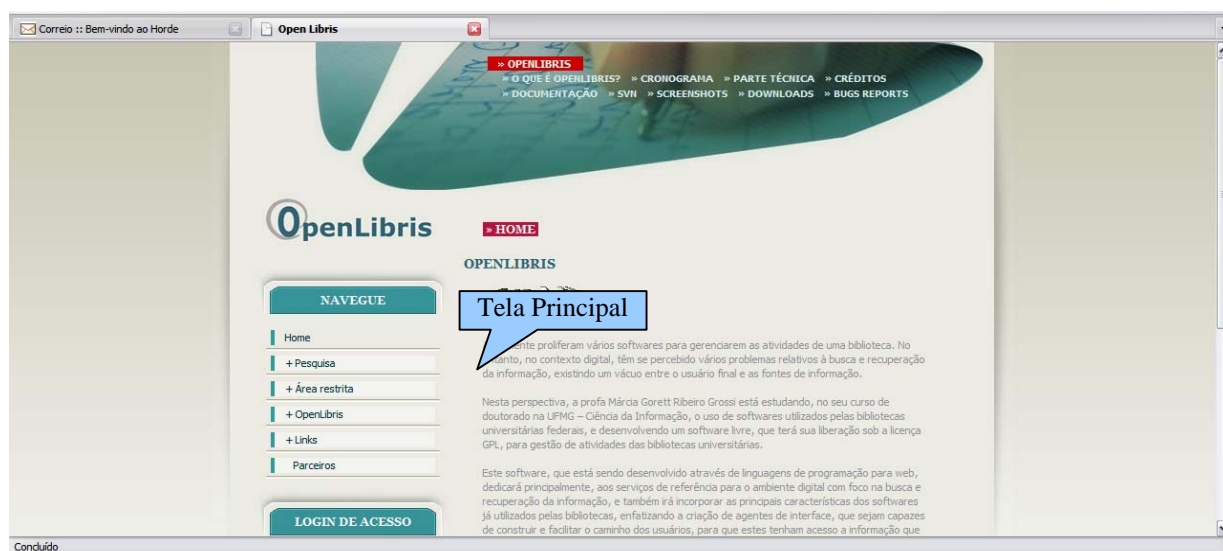 Correio :: Bem-vindo ao Horde
Open Libris
» OPENLIBRIS
» O QUE É OPENLIBRIS? » CRONOGRAMA » PARTE TÉCNICA » CRÉDITOS
» DOCUMENTAÇÃO » SVN » SCREENSHOTS » DOWNLOADS » BUGS REPORTS
OpenLibris
» HOME
OPENLIBRIS
NAVEGUE
Tela Principal
Home
+ Pesquisa
+ Área restrita
+ OpenLibris
+ Links
Parceiros
LOGIN DE ACESSO
proliferam vários softwares para gerenciarem as atividades de uma biblioteca. No
no contexto digital, têm se percebido vários problemas relativos à busca e recuperação
da informação, existindo um vácuo entre o usuário final e as fontes de informação.
Nesta perspectiva, a profa Márcia Gorett Ribeiro Grossi está estudando, no seu curso de
doutorado na UFMG – Ciência da Informação, o uso de softwares utilizados pelas bibliotecas
universitárias federais, e desenvolvendo um software livre, que terá sua liberação sob a licença
GPL, para gestão de atividades das bibliotecas universitárias.
Este software, que está sendo desenvolvido através de linguagens de programação para web,
dedicará principalmente, aos serviços de referência para o ambiente digital com foco na busca e
recuperação da informação, e também irá incorporar as principais características dos softwares
já utilizados pelas bibliotecas, enfatizando a criação de agentes de interface, que sejam capazes
de construir e facilitar o caminho dos usuários, para que estes tenham acesso a informação que
Concluído